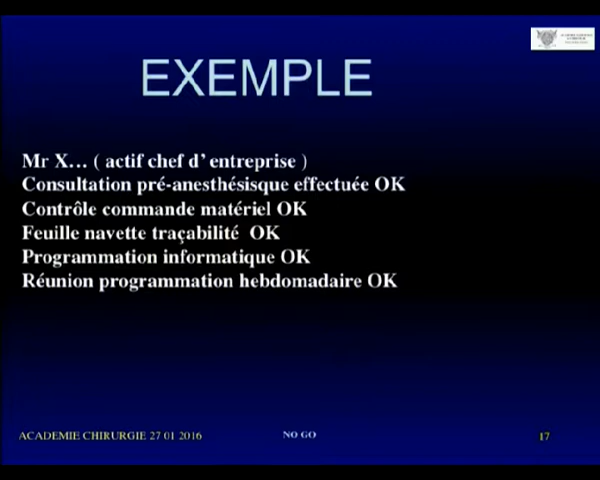 EXEMPLE
Mr X… ( actif chef d’ entreprise )
Consultation pré-anesthésisque effectuée OK
Contrôle commande matériel OK
Feuille navette traçabilité  OK
Programmation informatique OK
Réunion programmation hebdomadaire OK
ACADEMIE CHIRURGIE 27 01 2016
NO GO
17